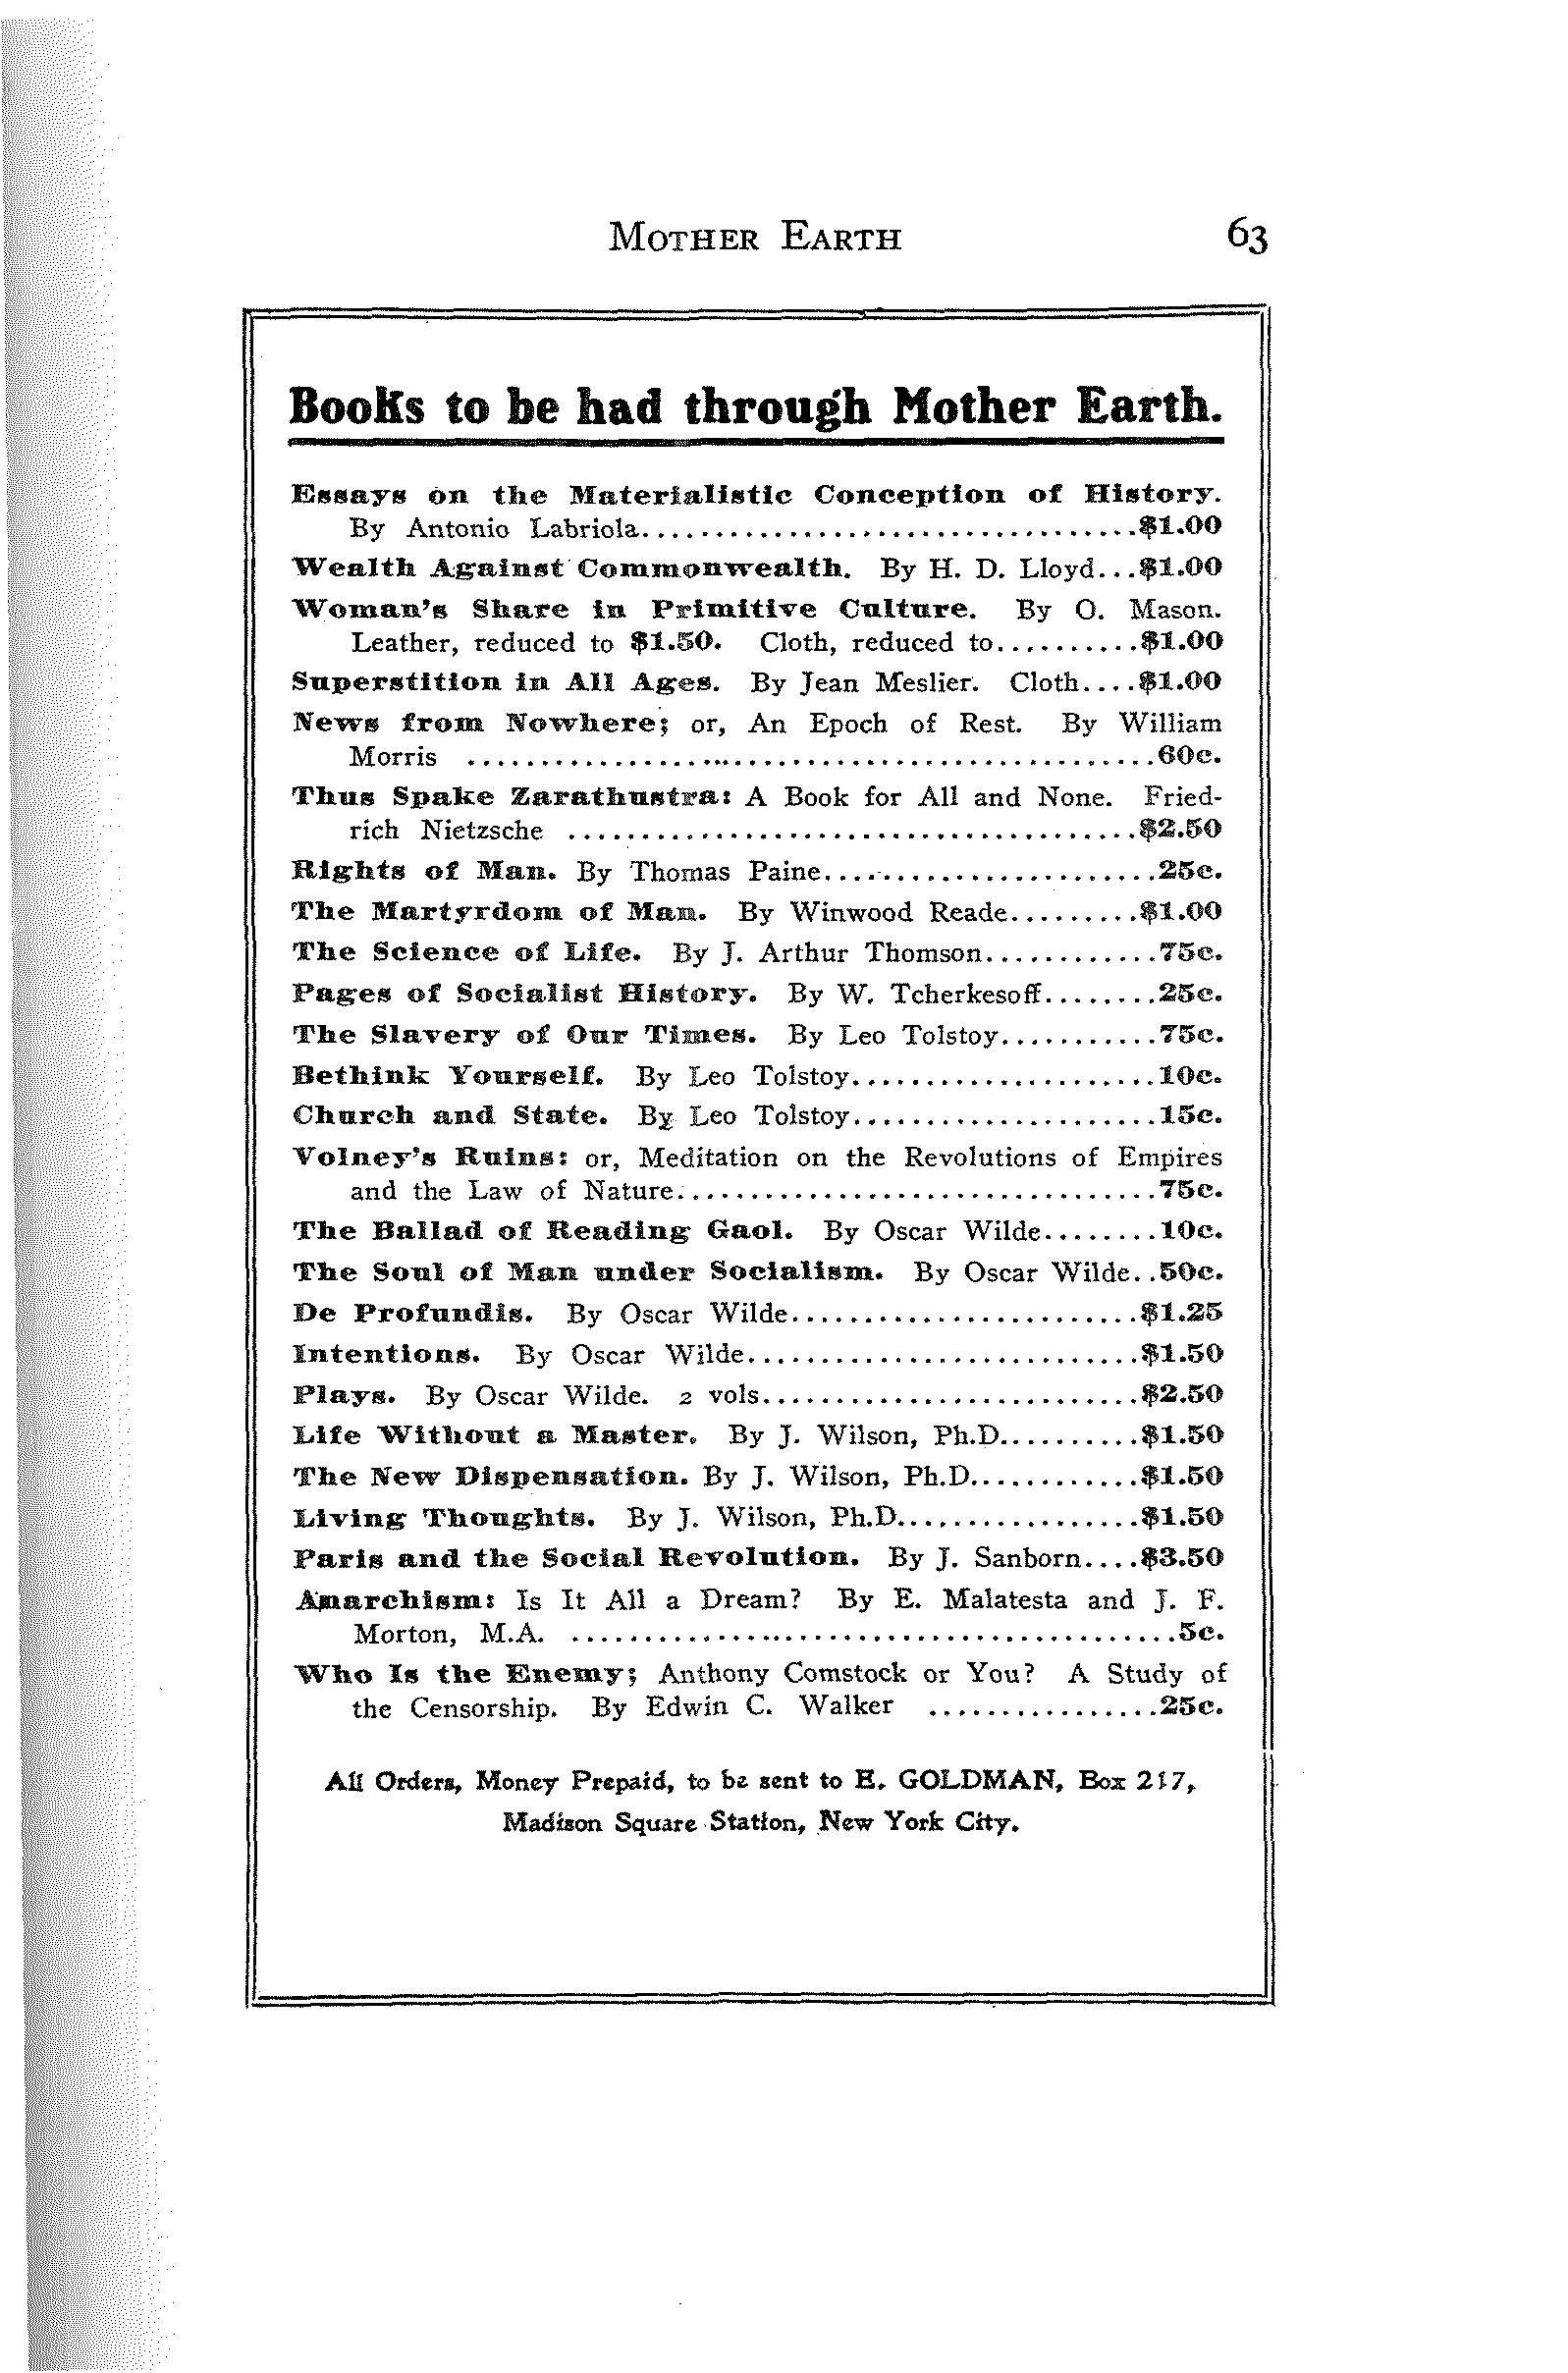 MOTHER EARTH 63
Books to be had through Mother Earth.
Essays on the Materialistic Conception of History.
By Antonio Labriola..................................$1.00
Wealth Against Commonwealth. By H. D. Lloyd...$1.00
Woman's Share in Primitive Culture. By O. Mason.
Leather, reduced to $1.50. Cloth, reduced to..........$1.00
Superstition in All Ages. By Jean Meslier. Cloth....$1.00
News from Nowhere; or, An Epoch of Rest. By William
Morris ...............................................60c.
Thus Spake Zarathustra: A Book for All and None. Fried-
rich Nietzsche .......................................$2.50
Rights of Man. By Thomas Paine.......................25c.
The Martyrdom of Man. By Winwood Reade.........$1.00
The Science of Life. By J. Arthur Thomson............75c.
Pages of Socialist History. By W. Tcherkesoff........25c.
The Slavery of Our Times. By Leo Tolstoy...........75c.
Bethink Yourself. By Leo Tolstoy.....................10c.
Church and State. By Leo Tolstoy.....................15c.
Volney's Ruins: or, Meditation on the Revolutions of Empires
and the Law of Nature.................................75c.
The Ballad of Reading Gaol. By Oscar Wilde........10c.
The Soul of Man under Socialism. By Oscar Wilde..50c.
De Profundis. By Oscar Wilde........................$1.25
Intentions. By Oscar Wilde...........................$1.50
Plays. By Oscar Wilde. 2 vols..........................$2.50
Life Without a Master. By J. Wilson, Ph.D..........$1.50
The New Dispensation. By J. Wilson, Ph.D............$1.50
Living Thoughts. By J. Wilson, Ph.D.................$1.50
Paris and the Social Revolution. By J. Sanborn....$3.50
Anarchism: Is It All a Dream? By E. Malatesta and J. F.
Morton, M.A. ..........................................5c.
Who Is the Enemy; Anthony Comstock or You? A Study of
the Censorship. By Edwin C. Walker ................25c.
All Orders, Money Prepaid, to be sent to E. GOLDMAN, Box 217,
Madison Square Station, New York City.